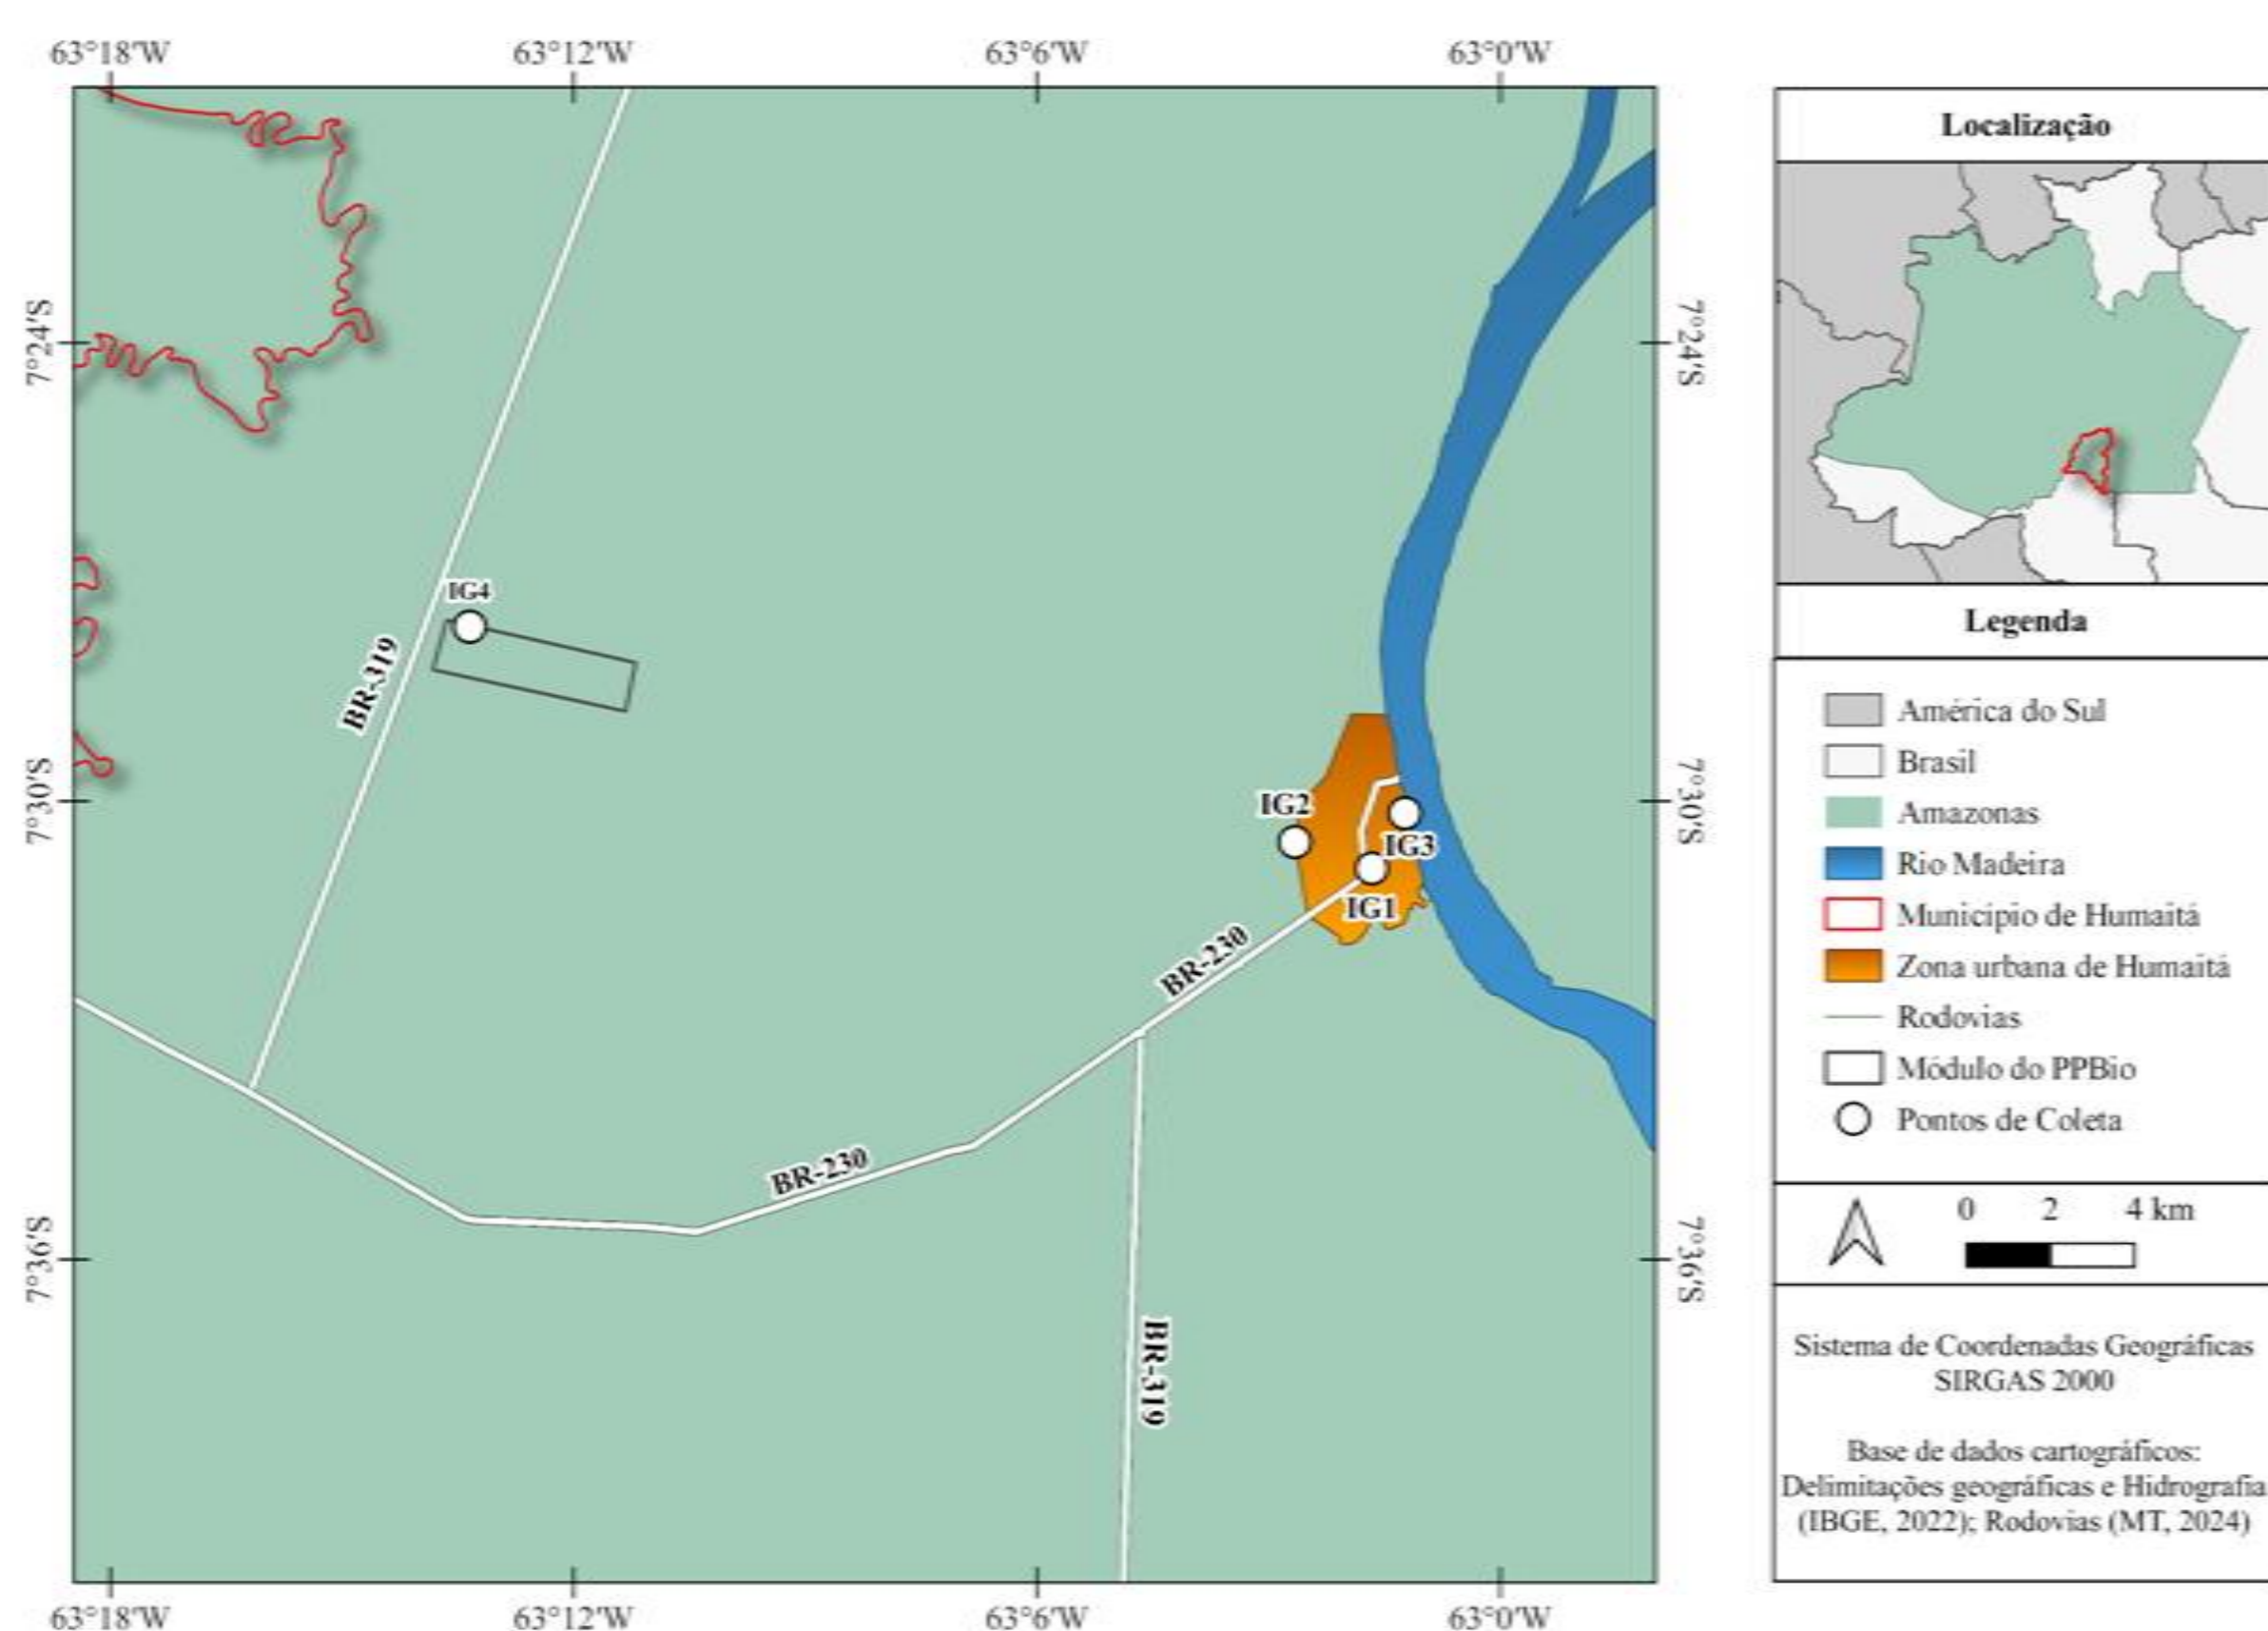 63°18'W
63°12'W
63°6'W
63°0'W
7°24'S
7°24'S
IG4
BR-319
7°30'S
7°30'S
IG2
IG3
IG1
BR-230
BR-230
7°36'S
7°36'S
BR-319
63°18'W
63°12'W
63°6'W
63°0'W
Localização
Legenda
América do Sul
Brasil
Amazonas
Rio Madeira
Município de Humaitá
Zona urbana de Humaitá
Rodovias
Módulo do PPBio
Pontos de Coleta
0 2 4 km
Sistema de Coordenadas Geográficas
SIRGAS 2000
Base de dados cartográficos:
Delimitações geográficas e Hidrografia
(IBGE, 2022); Rodovias (MT, 2024)